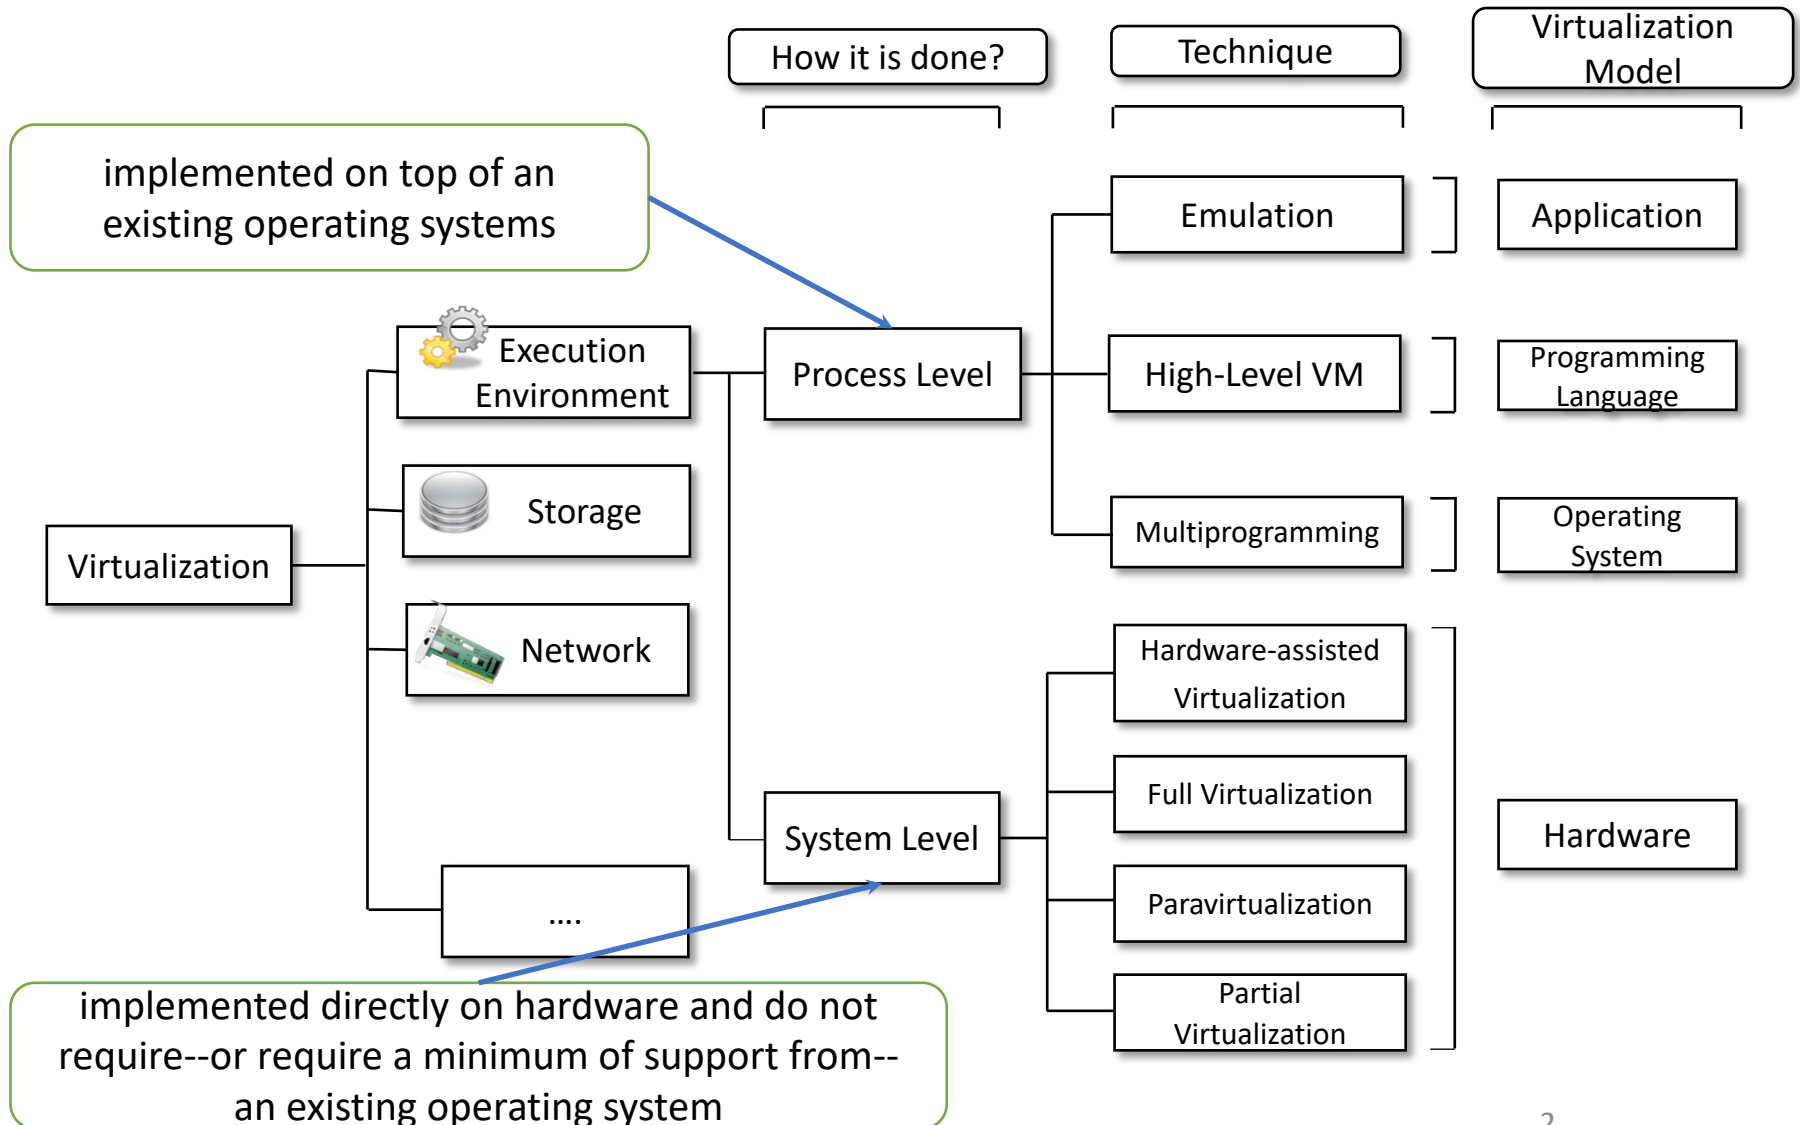 How it is done?
Technique
Virtualization
Model
implemented on top of an
existing operating systems
Emulation
Application
Execution
Environment
Process Level
High-Level VM
Programming
Language
Storage
Multiprogramming
Operating
System
Virtualization
Network
Hardware-assisted
Virtualization
Full Virtualization
System Level
Hardware
Paravirtualization
....
Partial
Virtualization
implemented directly on hardware and do not
require--or require a minimum of support from--
an existing operating system
2